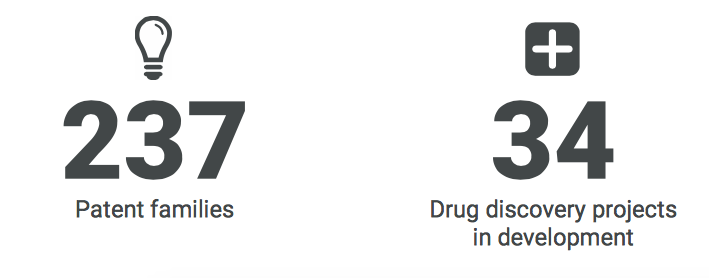 237
34
Patent families
Drug discovery projects
in development